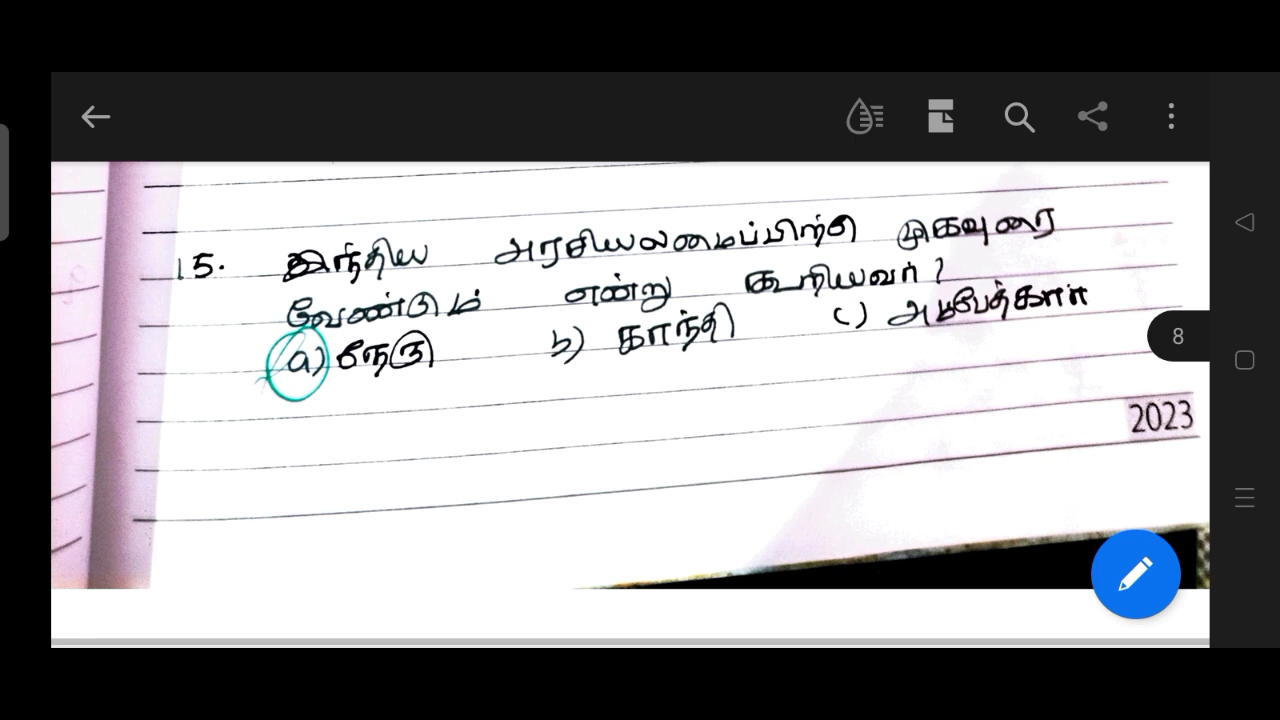 15. இந்திய அரசியலமைப்பிற்கு முகவுரை
வேண்டும் என்று கூறியவர்?
a) நேரு b) காந்தி c) அம்பேத்கார்
8
2023